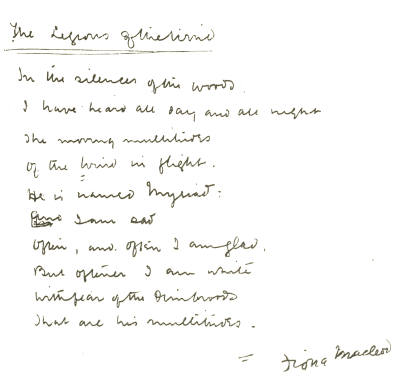 The Legions of the Wind
In the silences of the woods
I have heard all day and all night
The moving multitudes
Of the Wind in flight.
He is named Myriad:
And I am sad
Often, and often I am glad,
But oftener I am white
With fear of the dim broods
That are his multitudes.
= Fiona Macleod